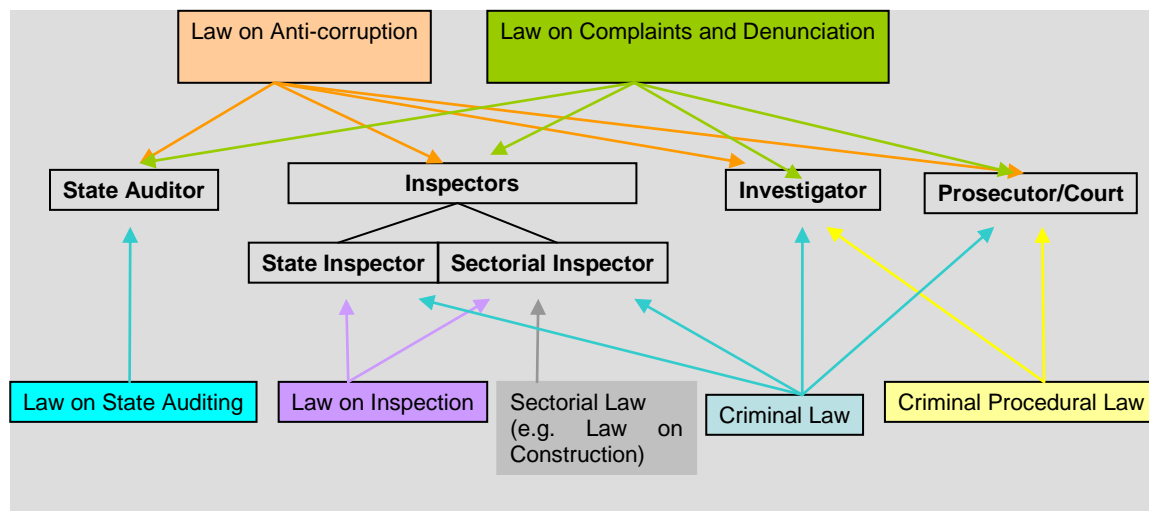 Law on Anti-corruption
Law on Complaints and Denunciation
State Auditor
Inspectors
Investigator
Prosecutor/Court
State Inspector
Sectorial Inspector
Law on State Auditing
Law on Inspection
Sectorial Law
(e.g. Law on
Construction)
Criminal Law
Criminal Procedural Law